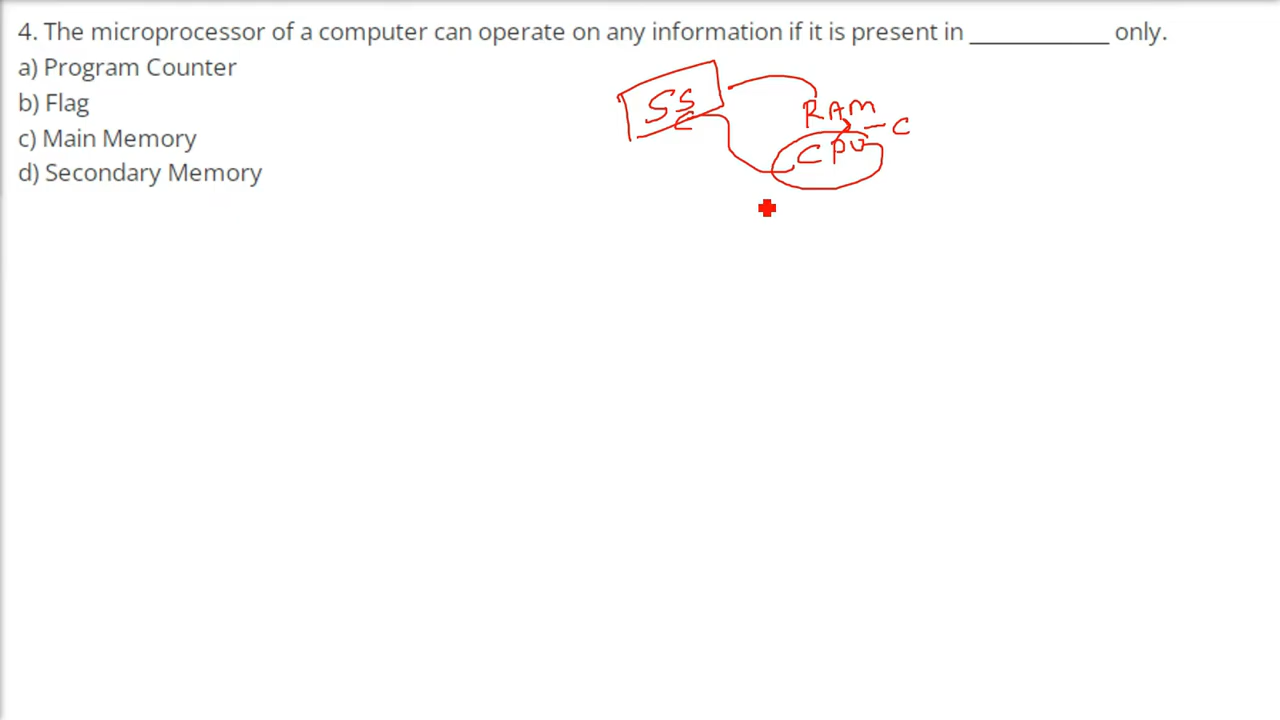 4. The microprocessor of a computer can operate on any information if it is present in ____________ only.
a) Program Counter
b) Flag
c) Main Memory
d) Secondary Memory
SS
RAM
C
CPU